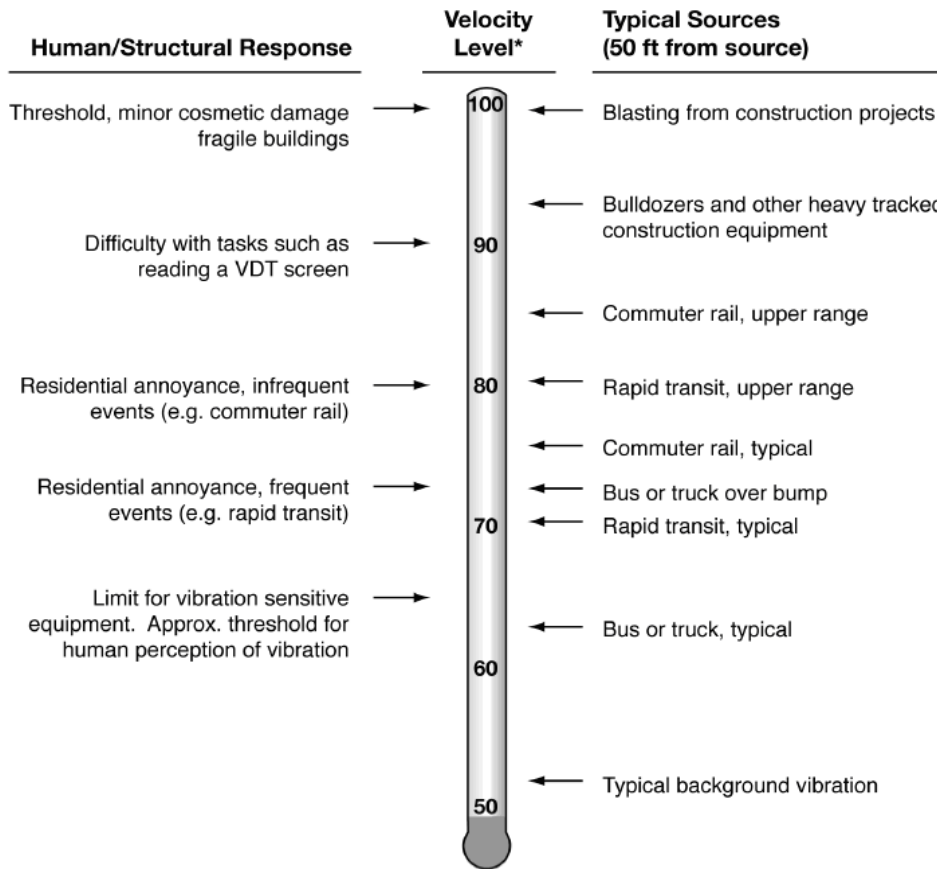 Human/Structural Response
Velocity
Level*
Typical Sources
(50 ft from source)
Threshold, minor cosmetic damage
fragile buildings
100
Blasting from construction projects
Bulldozers and other heavy tracked
construction equipment
Difficulty with tasks such as
reading a VDT screen
90
Commuter rail, upper range
Residential annoyance, infrequent
events (e.g. commuter rail)
80
Rapid transit, upper range
Commuter rail, typical
Residential annoyance, frequent
events (e.g. rapid transit)
Bus or truck over bump
70
Rapid transit, typical
Limit for vibration sensitive
equipment. Approx. threshold for
human perception of vibration
Bus or truck, typical
60
Typical background vibration
50